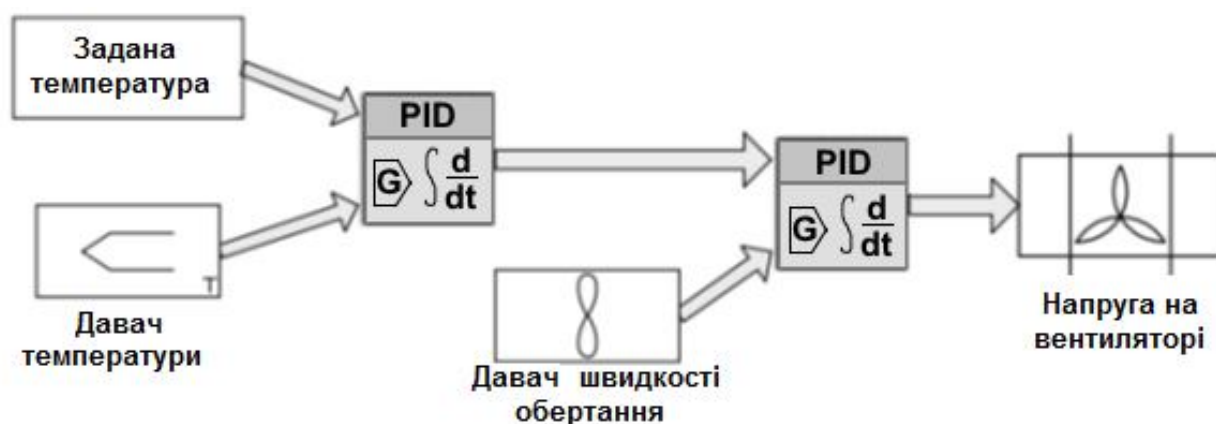 Задана
температура
PID
G ∫ d/dt
PID
G ∫ d/dt
T
Давач
температури
Давач швидкості
обертання
Напруга на
вентиляторі